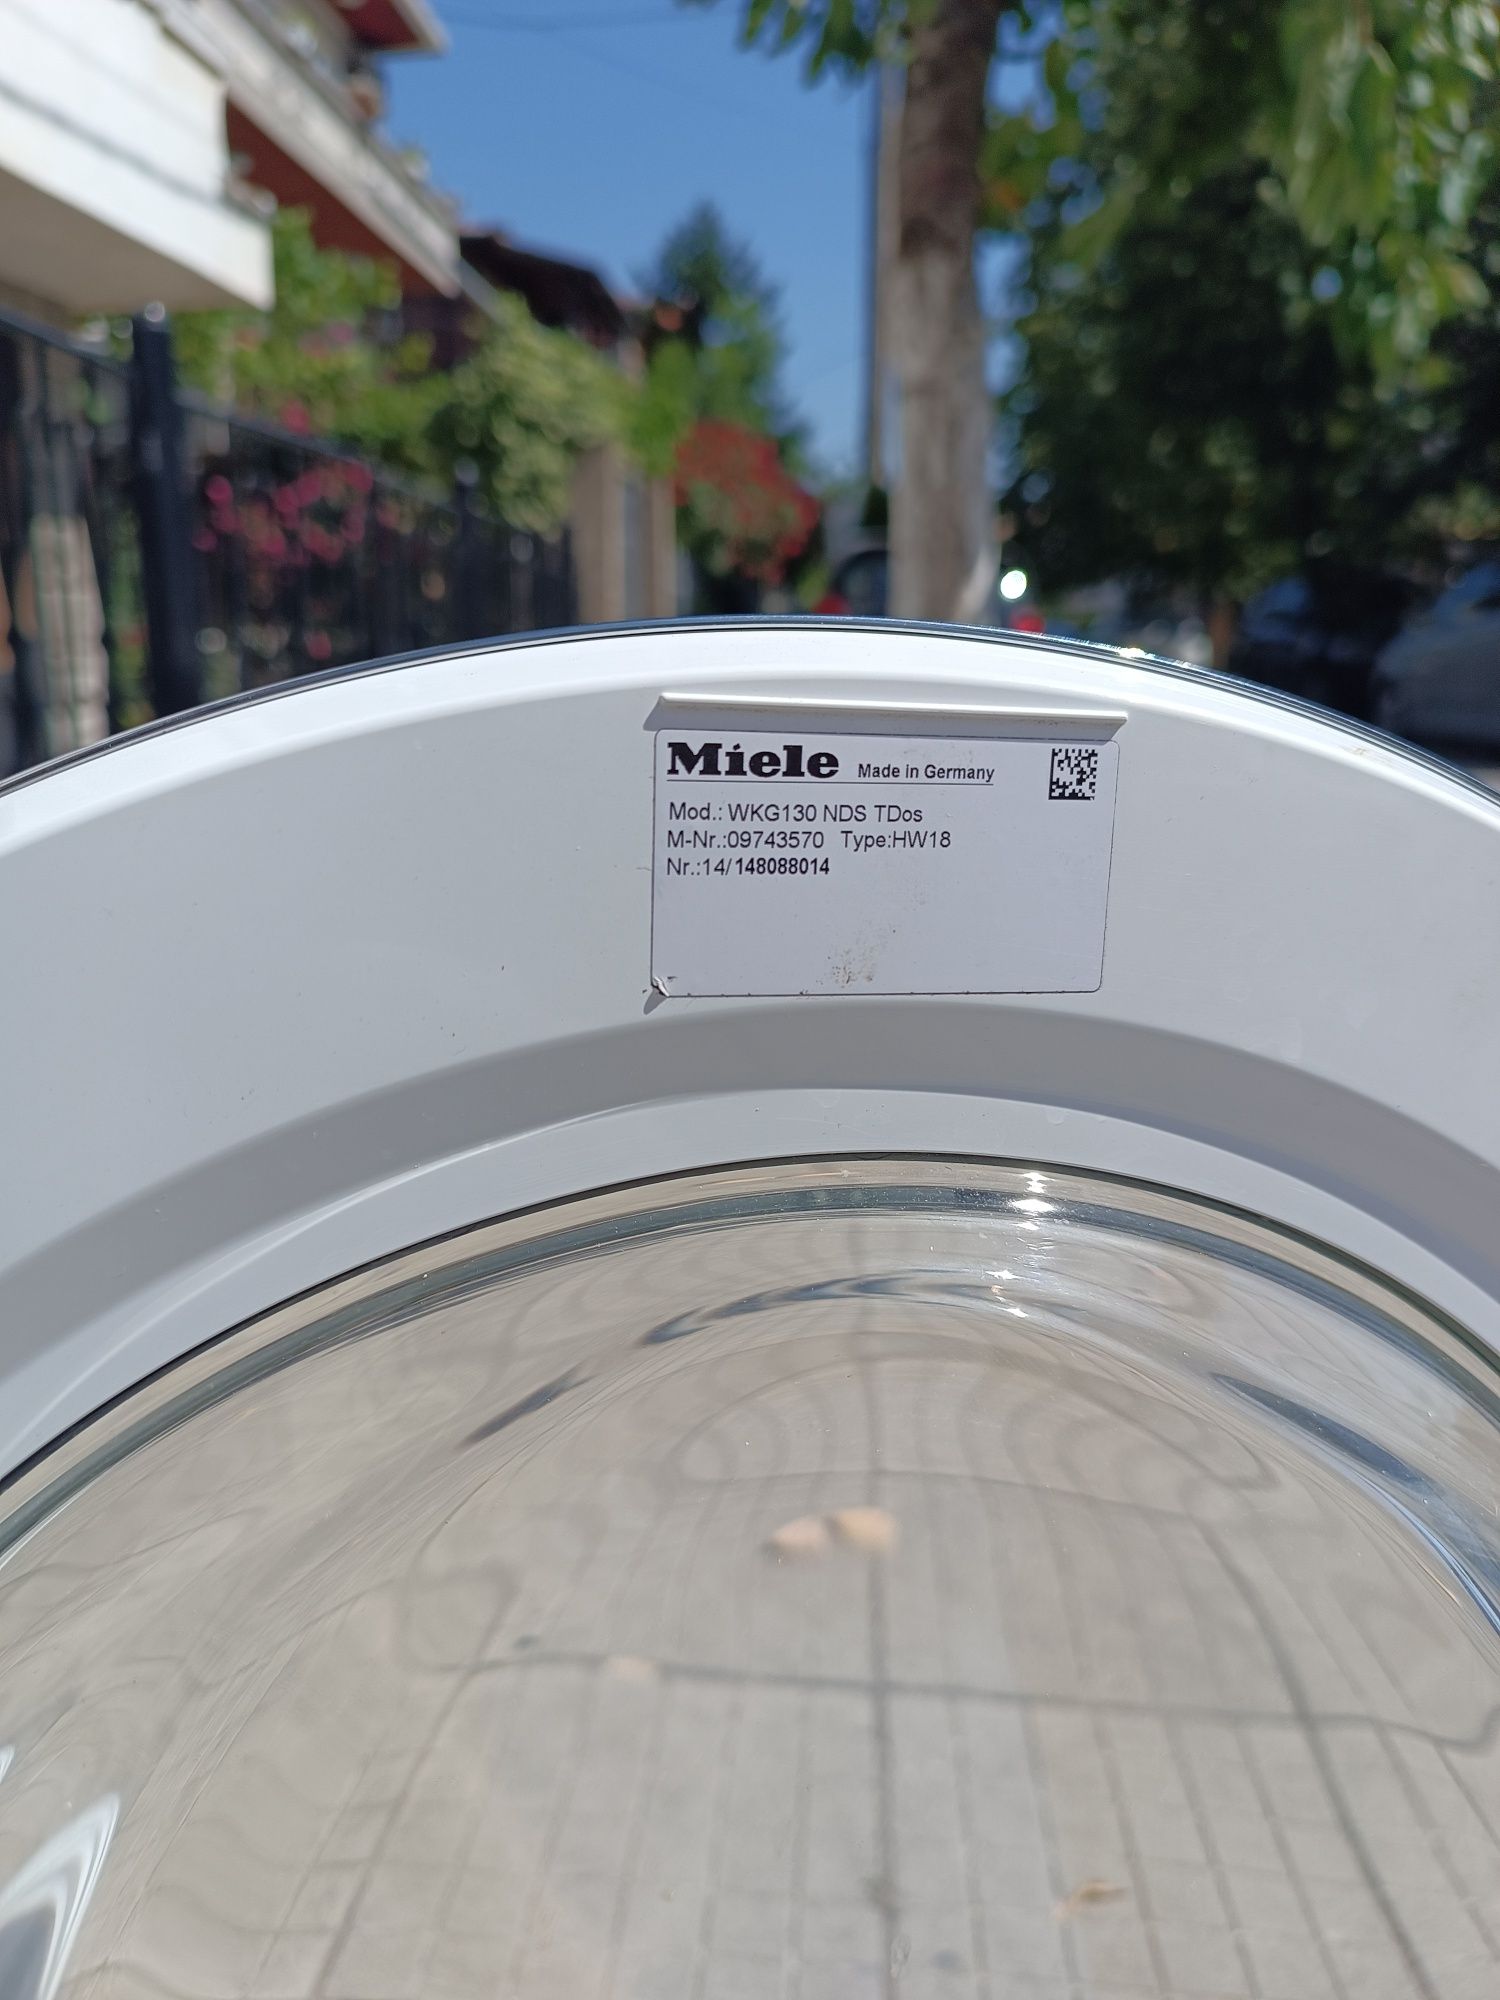 Miele Made in Germany
Mod.: WKG130 NDS TDos
M-Nr.:09743570 Type:HW18
Nr.:14/148088014